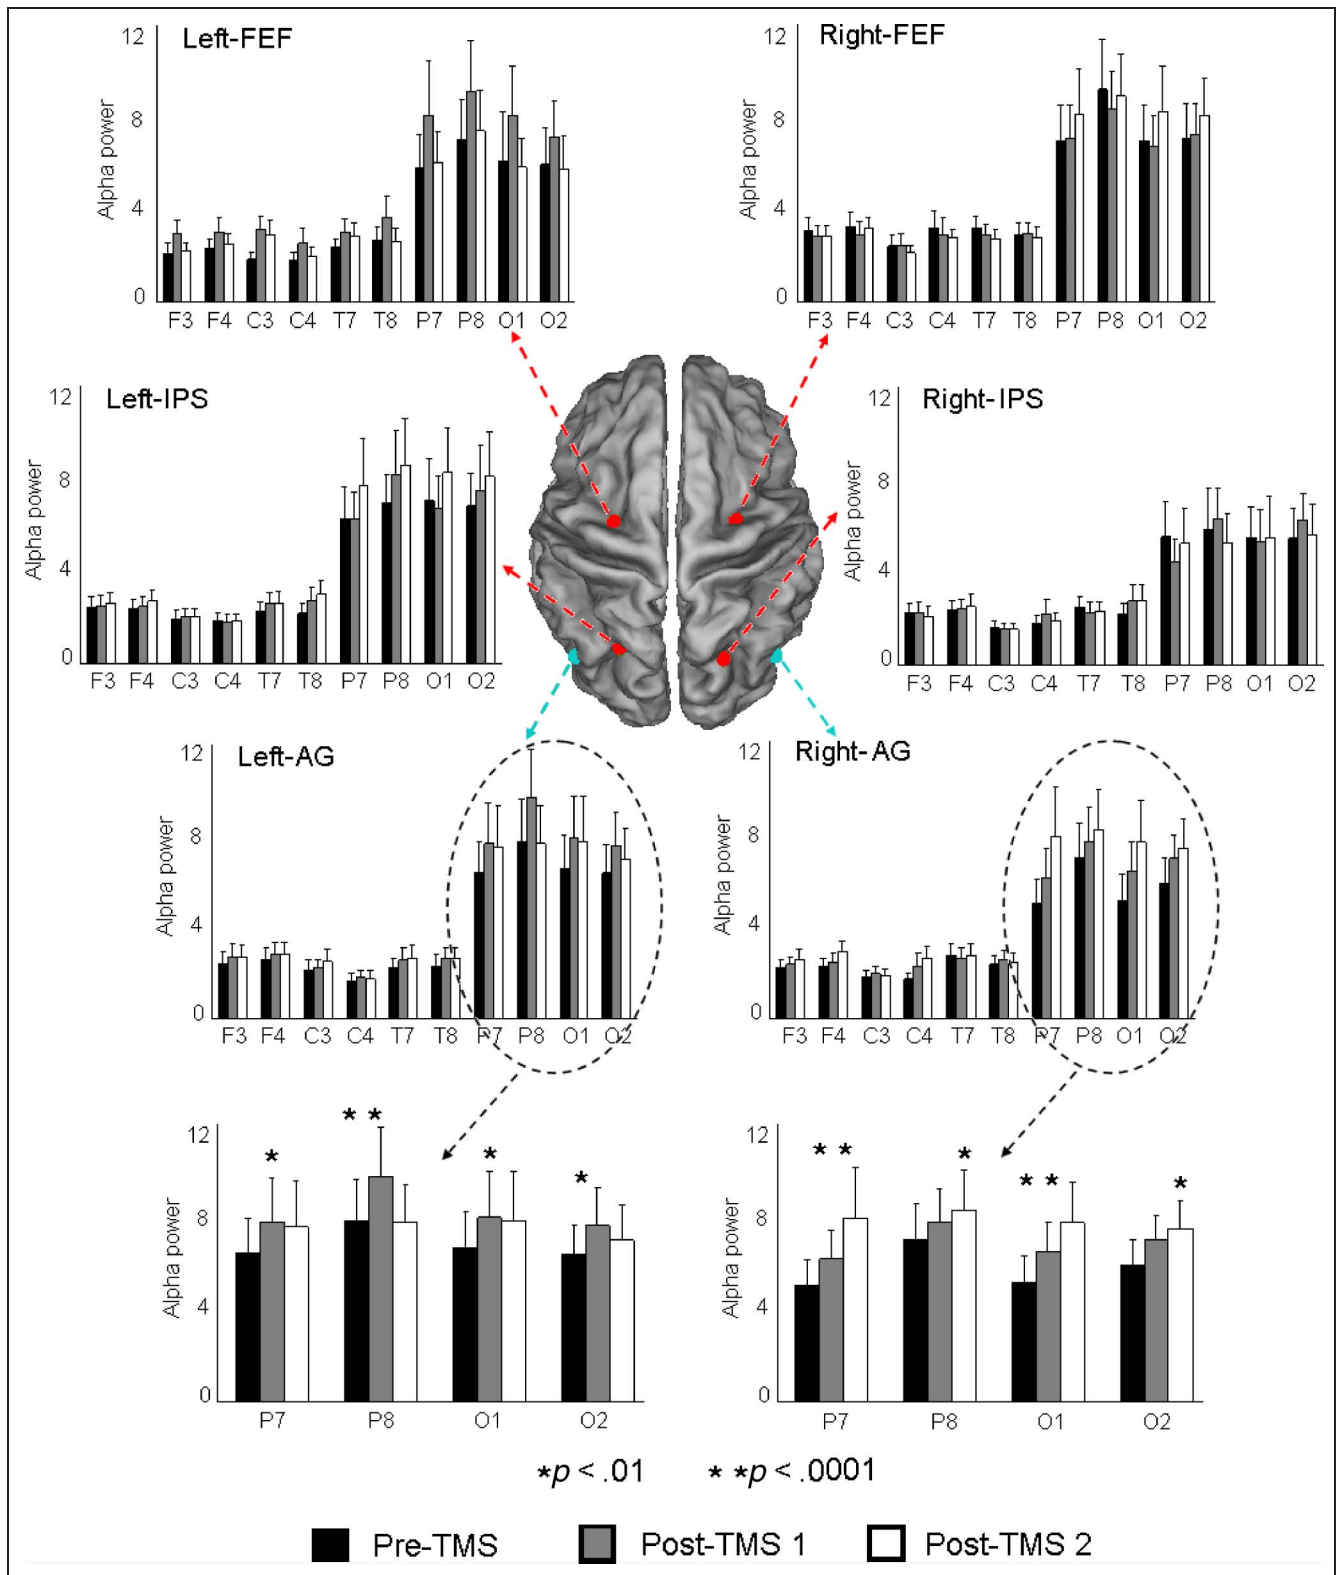 Left-FEF
Alpha power
12
8
4
0
F3 F4 C3 C4 T7 T8 P7 P8 O1 O2
Right-FEF
Alpha power
12
8
4
0
F3 F4 C3 C4 T7 T8 P7 P8 O1 O2
Left-IPS
Alpha power
12
8
4
0
F3 F4 C3 C4 T7 T8 P7 P8 O1 O2
Right-IPS
Alpha power
12
8
4
0
F3 F4 C3 C4 T7 T8 P7 P8 O1 O2
Left-AG
Alpha power
12
8
4
0
F3 F4 C3 C4 T7 T8 P7 P8 O1 O2
Right-AG
Alpha power
12
8
4
0
F3 F4 C3 C4 T7 T8 P7 P8 O1 O2
Alpha power
12
8
4
0
* ** * *
P7 P8 O1 O2
Alpha power
12
8
4
0
** * ** *
P7 P8 O1 O2
*p < .01 **p < .0001
Pre-TMS Post-TMS 1 Post-TMS 2